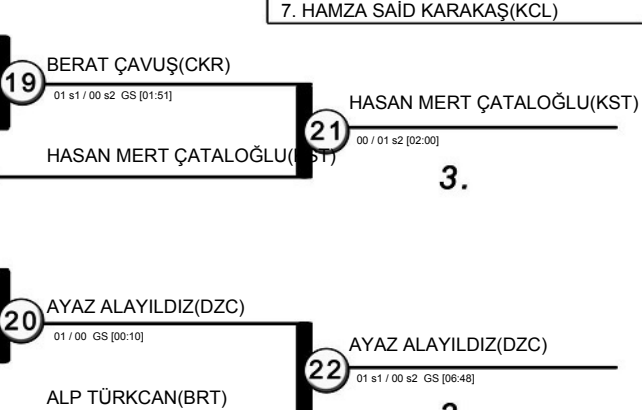 7. HAMZA SAİD KARAKAŞ(KCL)
19
BERAT ÇAVUŞ(CKR)
01 s1 / 00 s2 GS [01:51]
HASAN MERT ÇATALOĞLU(KST)
21
HASAN MERT ÇATALOĞLU(KST)
00 / 01 s2 [02:00]
3.
20
AYAZ ALAYILDIZ(DZC)
01 / 00 GS [00:10]
ALP TÜRKCAN(BRT)
22
AYAZ ALAYILDIZ(DZC)
01 s1 / 00 s2 GS [06:48]